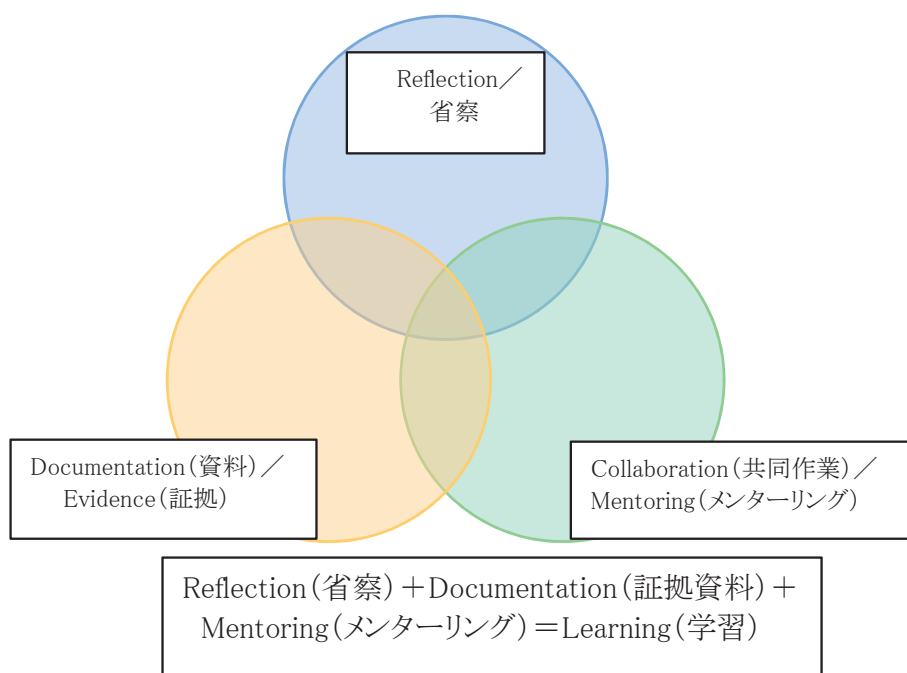 Reflection／
省察
Documentation（資料）／
Evidence（証拠）
Collaboration（共同作業）／
Mentoring（メンターリング）
Reflection（省察）＋Documentation（証拠資料）＋
Mentoring（メンターリング）＝Learning（学習）